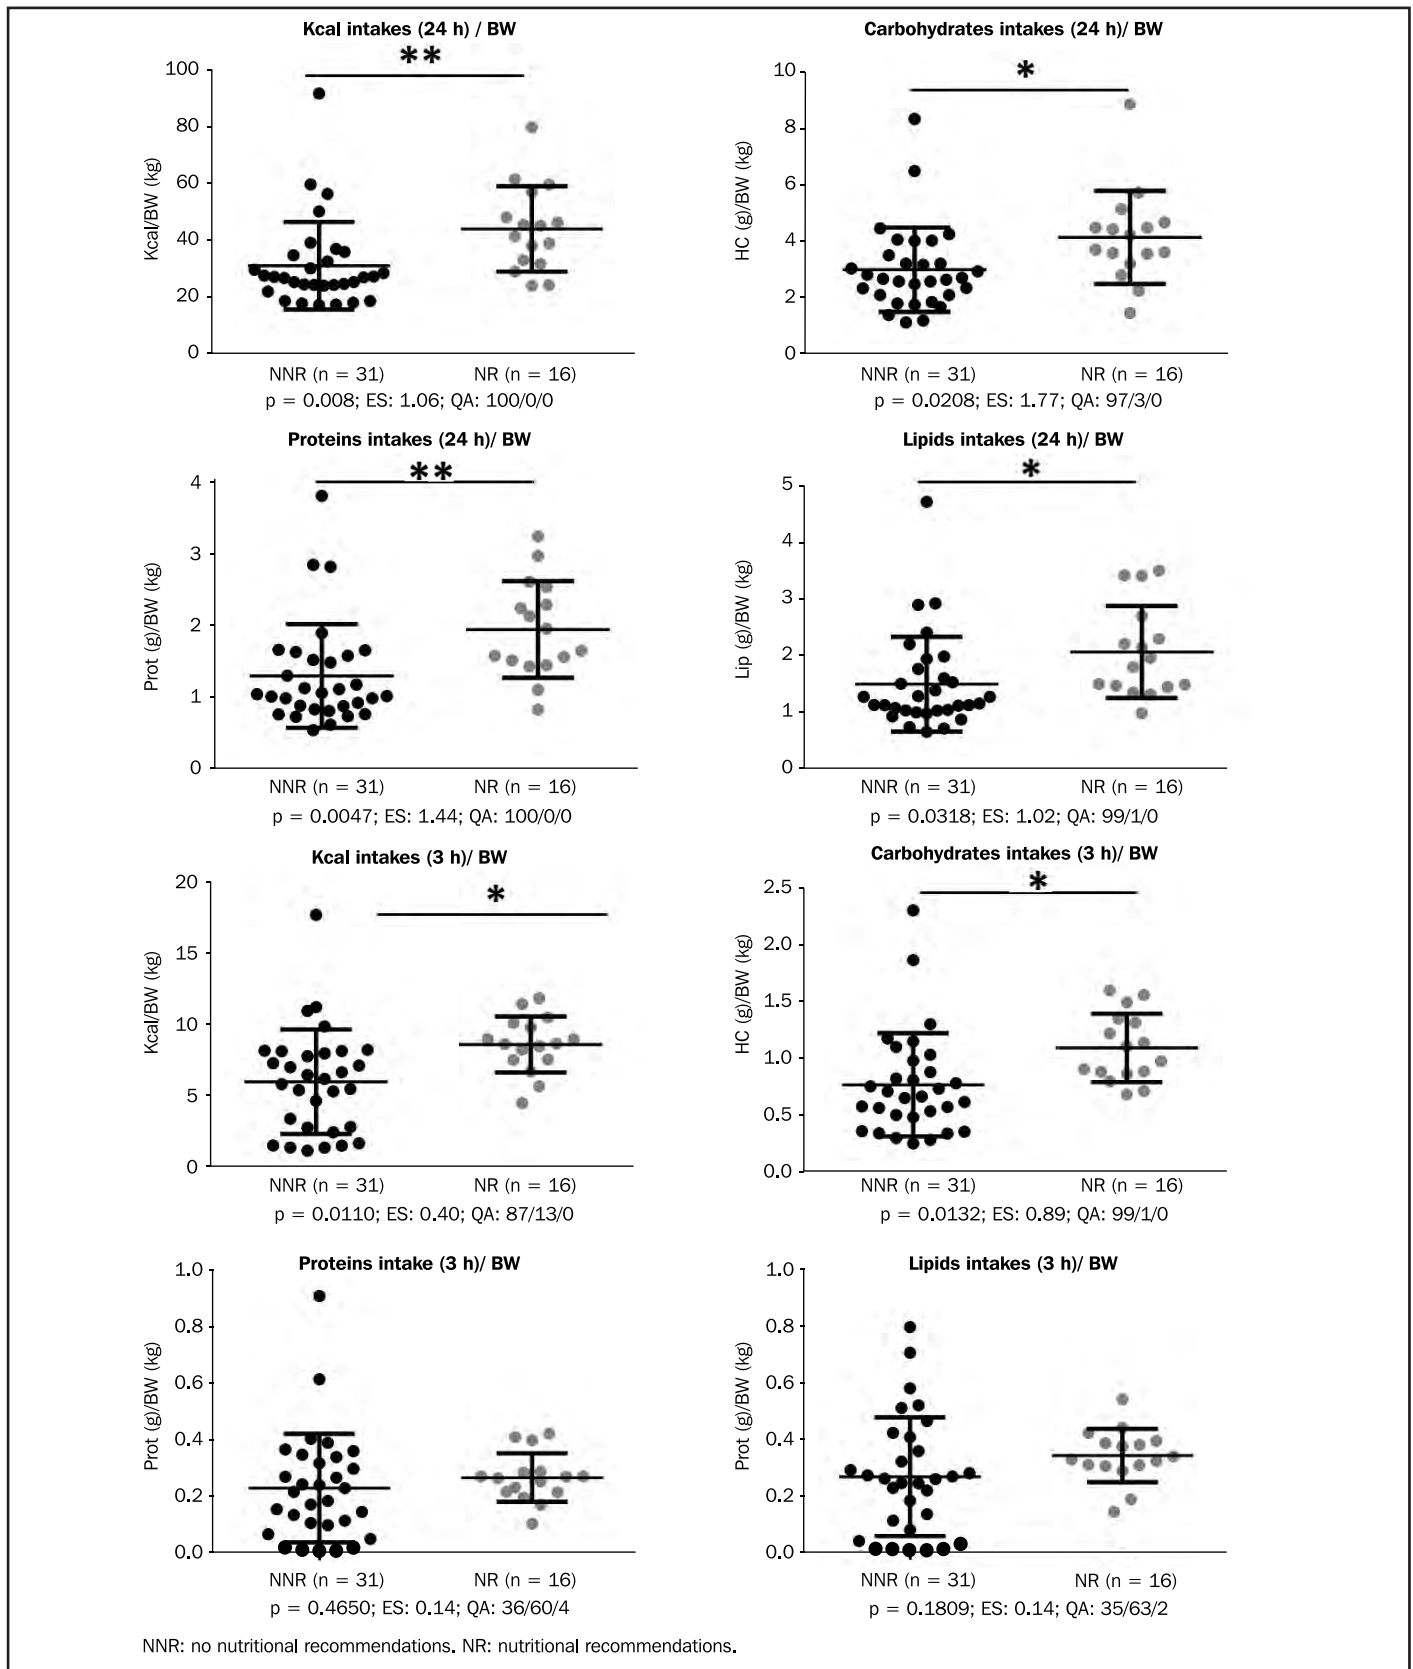 Kcal intakes (24 h) / BW
**
100
80
60
40
20
0
Kcal/BW (kg)
NNR (n = 31)
NR (n = 16)
p = 0.008; ES: 1.06; QA: 100/0/0
Carbohydrates intakes (24 h)/ BW
*
10
8
6
4
2
0
HC (g)/BW (kg)
NNR (n = 31)
NR (n = 16)
p = 0.0208; ES: 1.77; QA: 97/3/0
Proteins intakes (24 h)/ BW
**
4
3
2
1
0
Prot (g)/BW (kg)
NNR (n = 31)
NR (n = 16)
p = 0.0047; ES: 1.44; QA: 100/0/0
Lipids intakes (24 h)/ BW
*
5
4
3
2
1
0
Lip (g)/BW (kg)
NNR (n = 31)
NR (n = 16)
p = 0.0318; ES: 1.02; QA: 99/1/0
Kcal intakes (3 h)/ BW
*
20
15
10
5
0
Kcal/BW (kg)
NNR (n = 31)
NR (n = 16)
p = 0.0110; ES: 0.40; QA: 87/13/0
Carbohydrates intakes (3 h)/ BW
*
2.5
2.0
1.5
1.0
0.5
0.0
HC (g)/BW (kg)
NNR (n = 31)
NR (n = 16)
p = 0.0132; ES: 0.89; QA: 99/1/0
Proteins intake (3 h)/ BW
1.0
0.8
0.6
0.4
0.2
0.0
Prot (g)/BW (kg)
NNR (n = 31)
NR (n = 16)
p = 0.4650; ES: 0.14; QA: 36/60/4
Lipids intakes (3 h)/ BW
1.0
0.8
0.6
0.4
0.2
0.0
Prot (g)/BW (kg)
NNR (n = 31)
NR (n = 16)
p = 0.1809; ES: 0.14; QA: 35/63/2
NNR: no nutritional recommendations. NR: nutritional recommendations.